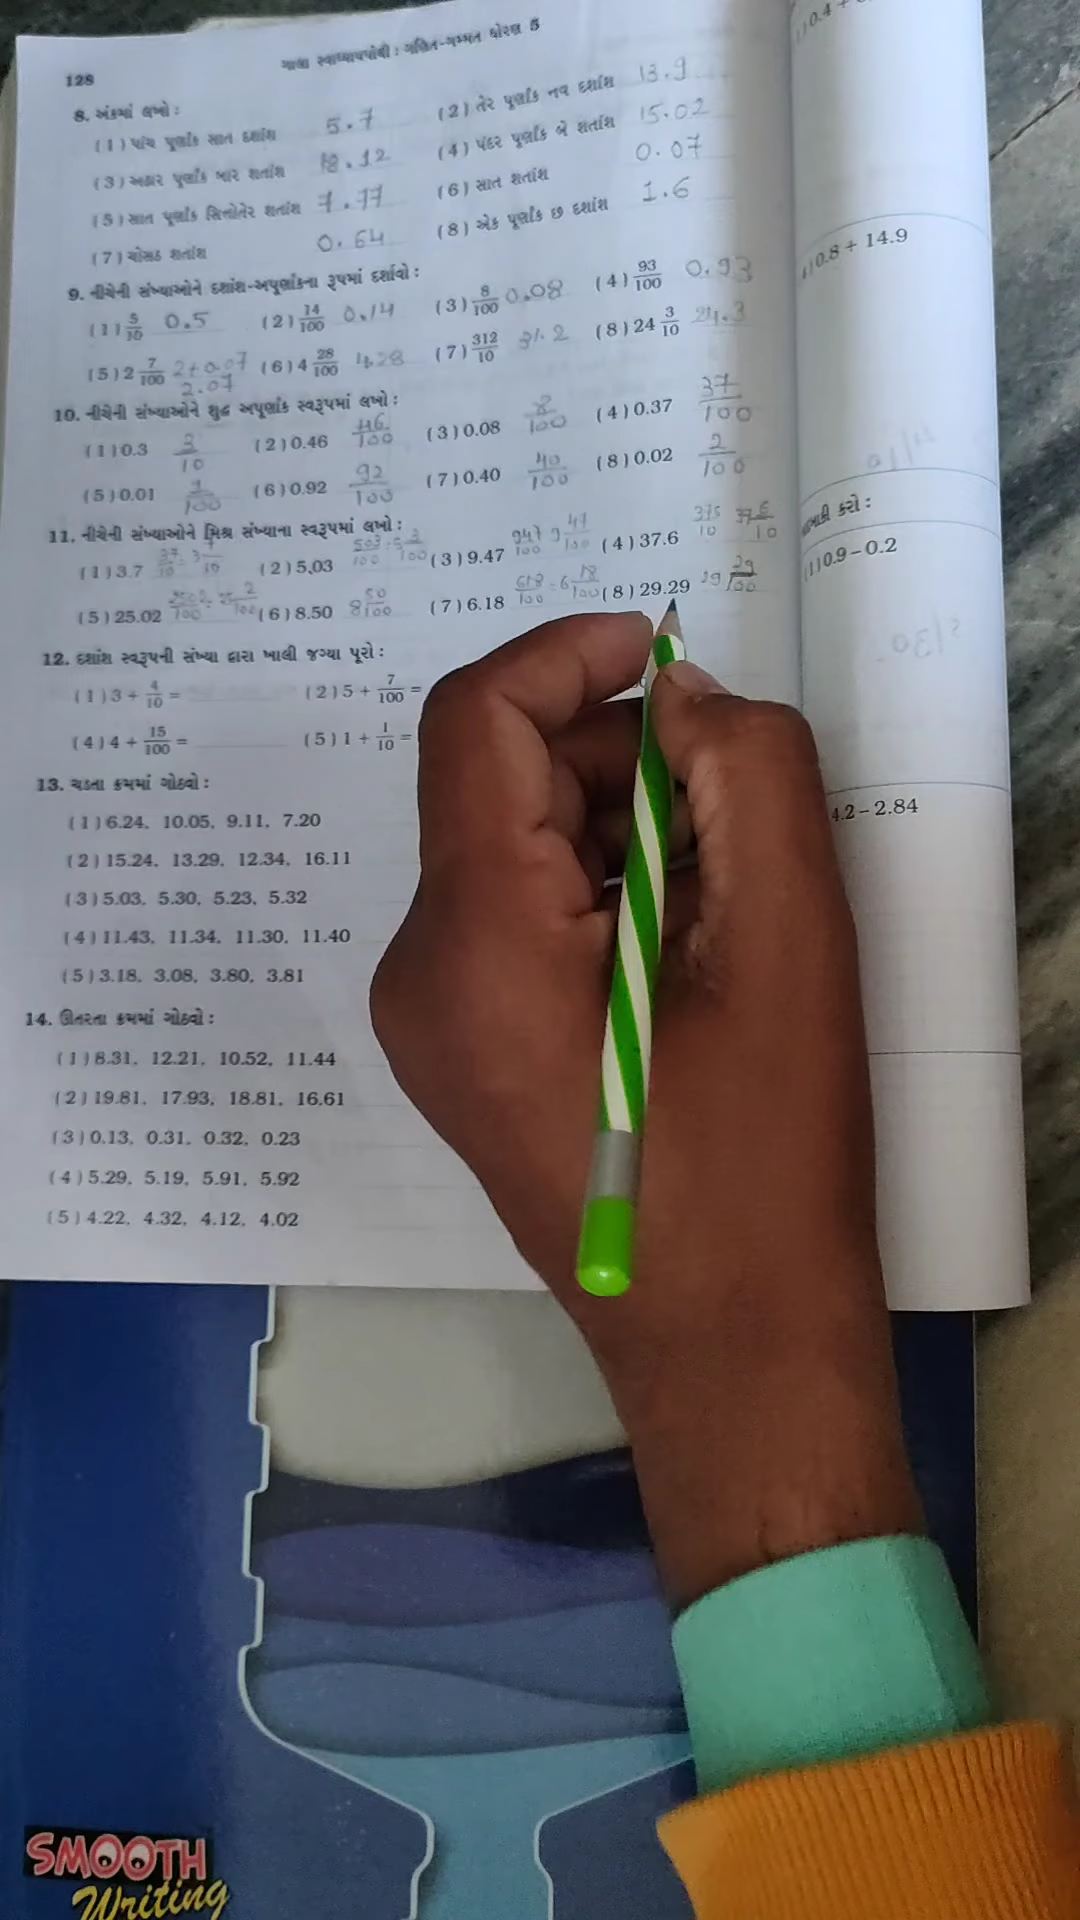 128 ગાલા સ્વાધ્યાયપોથી : ગણિત-ગમ્મત ધોરણ 5
8. અંકમાં લખો :
(1) પાંચ પૂર્ણાંક સાત દશાંશ 5.7 (2) તેર પૂર્ણાંક નવ દશાંશ 13.9
(3) અઢાર પૂર્ણાંક બાર શતાંશ 18.12 (4) પંદર પૂર્ણાંક બે શતાંશ 15.02
(5) સાત પૂર્ણાંક સિત્તોતેર શતાંશ 7.77 (6) સાત શતાંશ 0.07
(7) ચોસઠ શતાંશ 0.64 (8) એક પૂર્ણાંક છ દશાંશ 1.6
9. નીચેની સંખ્યાઓને દશાંશ-અપૂર્ણાંકના રૂપમાં દર્શાવો :
(1) 5/10 0.5 (2) 14/100 0.14 (3) 8/100 0.08 (4) 93/100 0.93
(5) 2 7/100 2+0.07 (6) 4 28/100 4.28 (7) 312/10 31.2 (8) 24 3/10 24.3
2.07
10. નીચેની સંખ્યાઓને શુદ્ધ અપૂર્ણાંક સ્વરૂપમાં લખો :
(1) 0.3 3/10 (2) 0.46 46/100 (3) 0.08 8/100 (4) 0.37 37/100
(5) 0.01 1/100 (6) 0.92 92/100 (7) 0.40 40/100 (8) 0.02 2/100
11. નીચેની સંખ્યાઓને મિશ્ર સંખ્યાના સ્વરૂપમાં લખો :
(1) 3.7 37/10 = 3 7/10 (2) 5.03 503/100 = 5 3/100 (3) 9.47 947/100 9 47/100 (4) 37.6
(5) 25.02 2502/100 = 25 2/100 (6) 8.50 8 50/100 (7) 6.18 618/100 = 6 18/100 (8) 29.29 29 29/100
12. દશાંશ સ્વરૂપની સંખ્યા દ્વારા ખાલી જગ્યા પૂરો :
(1) 3 + 4/10 = (2) 5 + 7/100 =
(4) 4 + 15/100 = (5) 1 + 1/10 =
13. ચડતા ક્રમમાં ગોઠવો :
(1) 6.24, 10.05, 9.11, 7.20
(2) 15.24, 13.29, 12.34, 16.11
(3) 5.03, 5.30, 5.23, 5.32
(4) 11.43, 11.34, 11.30, 11.40
(5) 3.18, 3.08, 3.80, 3.81
14. ઊતરતા ક્રમમાં ગોઠવો :
(1) 8.31, 12.21, 10.52, 11.44
(2) 19.81, 17.93, 18.81, 16.61
(3) 0.13, 0.31, 0.32, 0.23
(4) 5.29, 5.19, 5.91, 5.92
(5) 4.22, 4.32, 4.12, 4.02
0.8 + 14.9
કરો :
(1) 0.9 – 0.2
4.2 – 2.84
SMOOTH
Writing